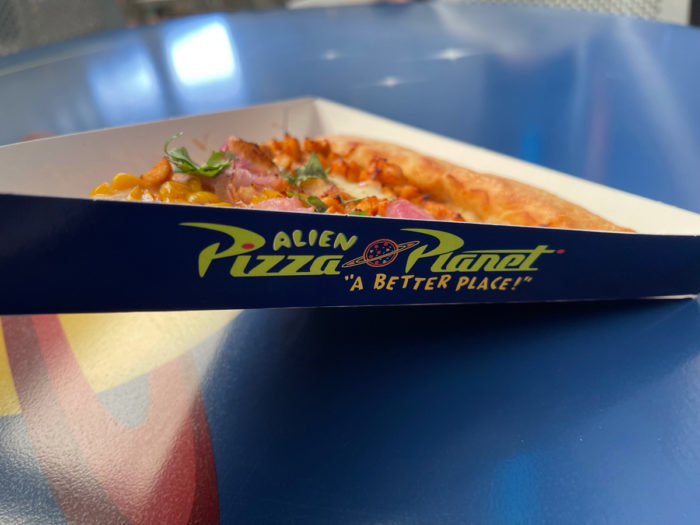 ALIEN
Pizza Planet
"A BETTER PLACE!"